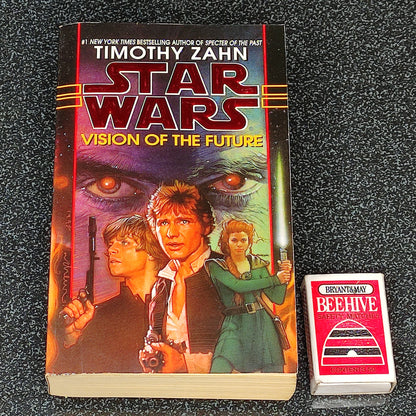 #1 NEW YORK TIMES BESTSELLING AUTHOR OF SPECTER OF THE PAST
TIMOTHY ZAHN
STAR
WARS
VISION OF THE FUTURE
BRYANT & MAY
BEEHIVE